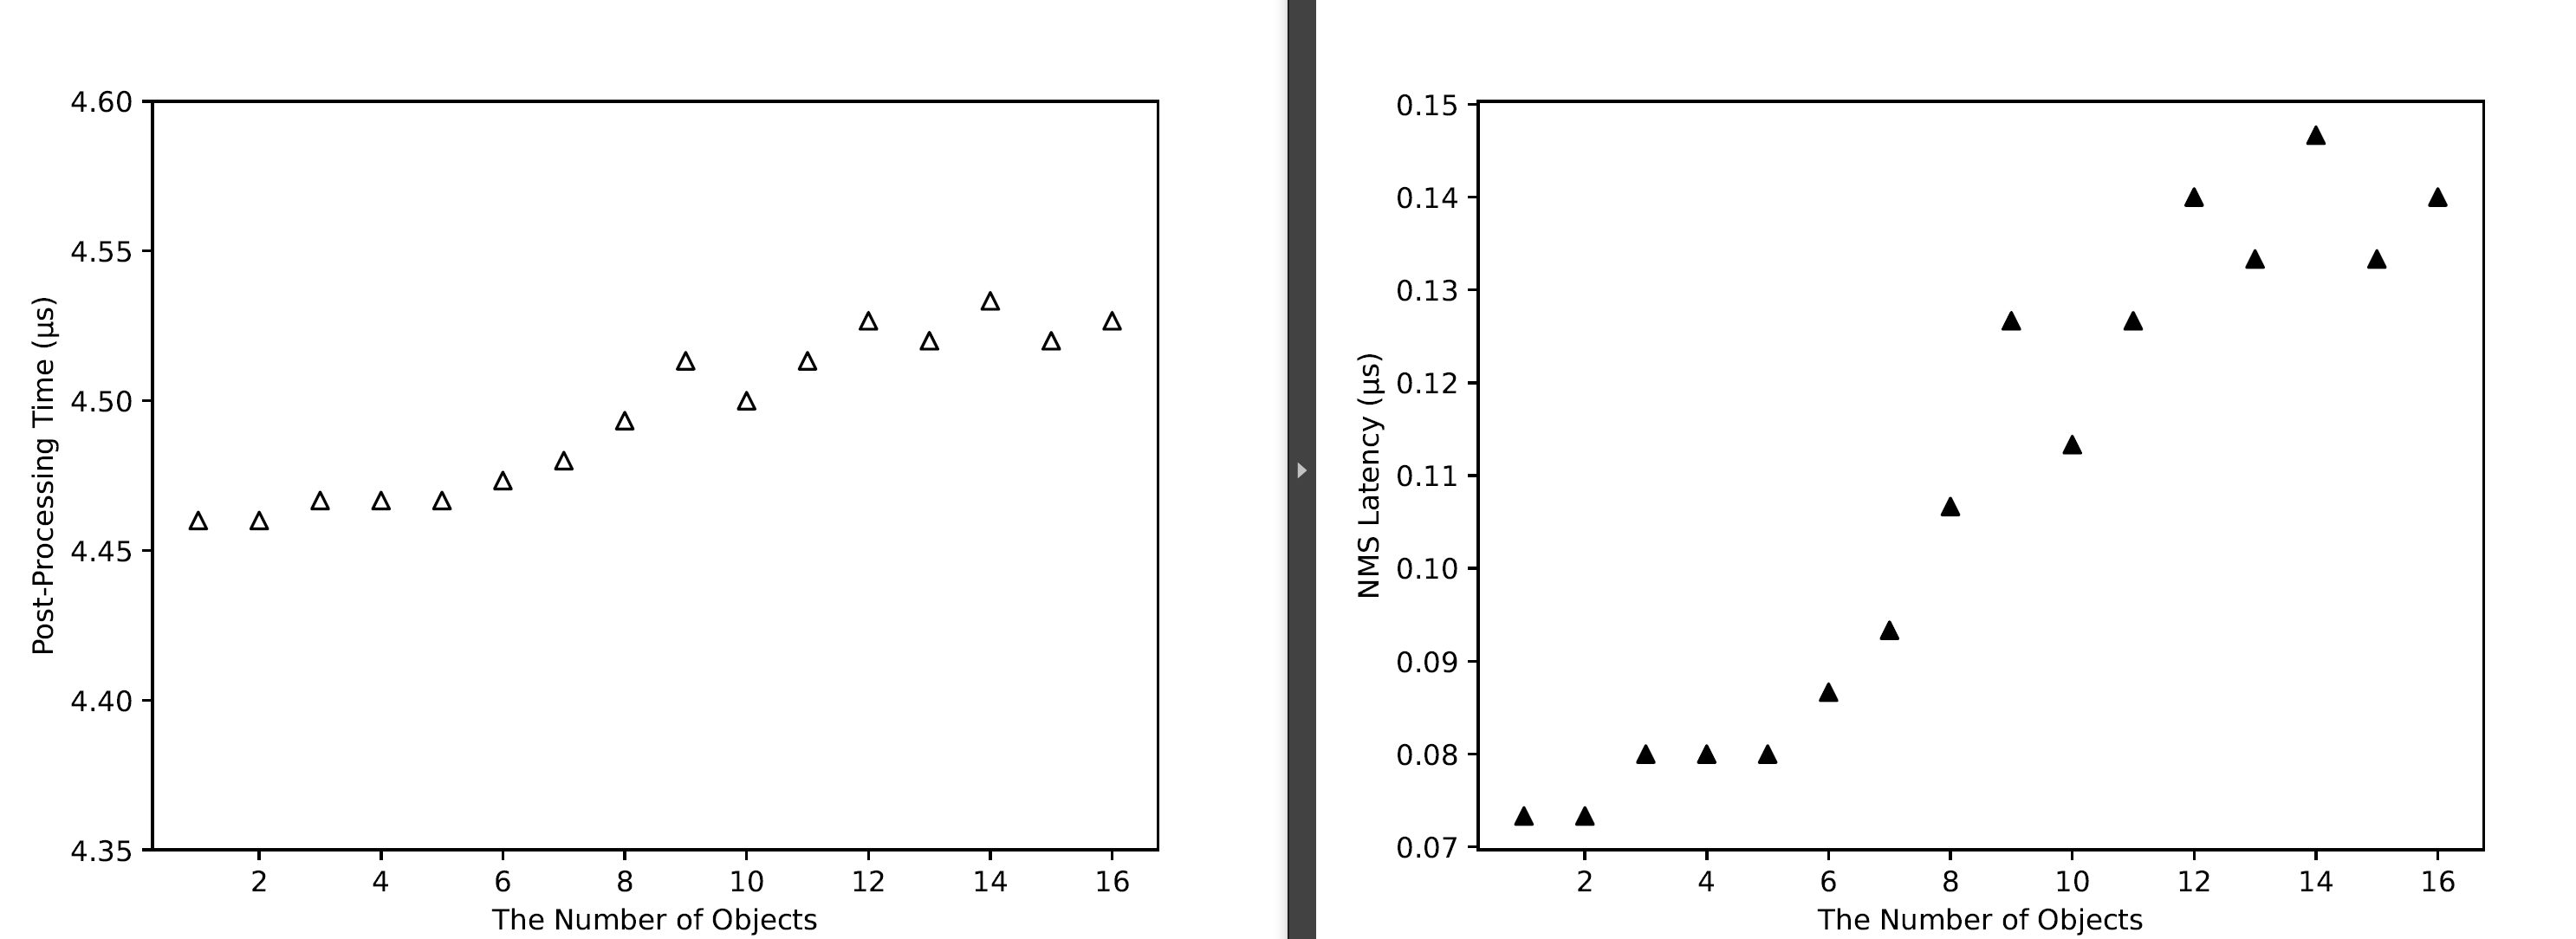 Post-Processing Time (µs)
4.60
4.55
4.50
4.45
4.40
4.35
2 4 6 8 10 12 14 16
The Number of Objects
NMS Latency (µs)
0.15
0.14
0.13
0.12
0.11
0.10
0.09
0.08
0.07
2 4 6 8 10 12 14 16
The Number of Objects